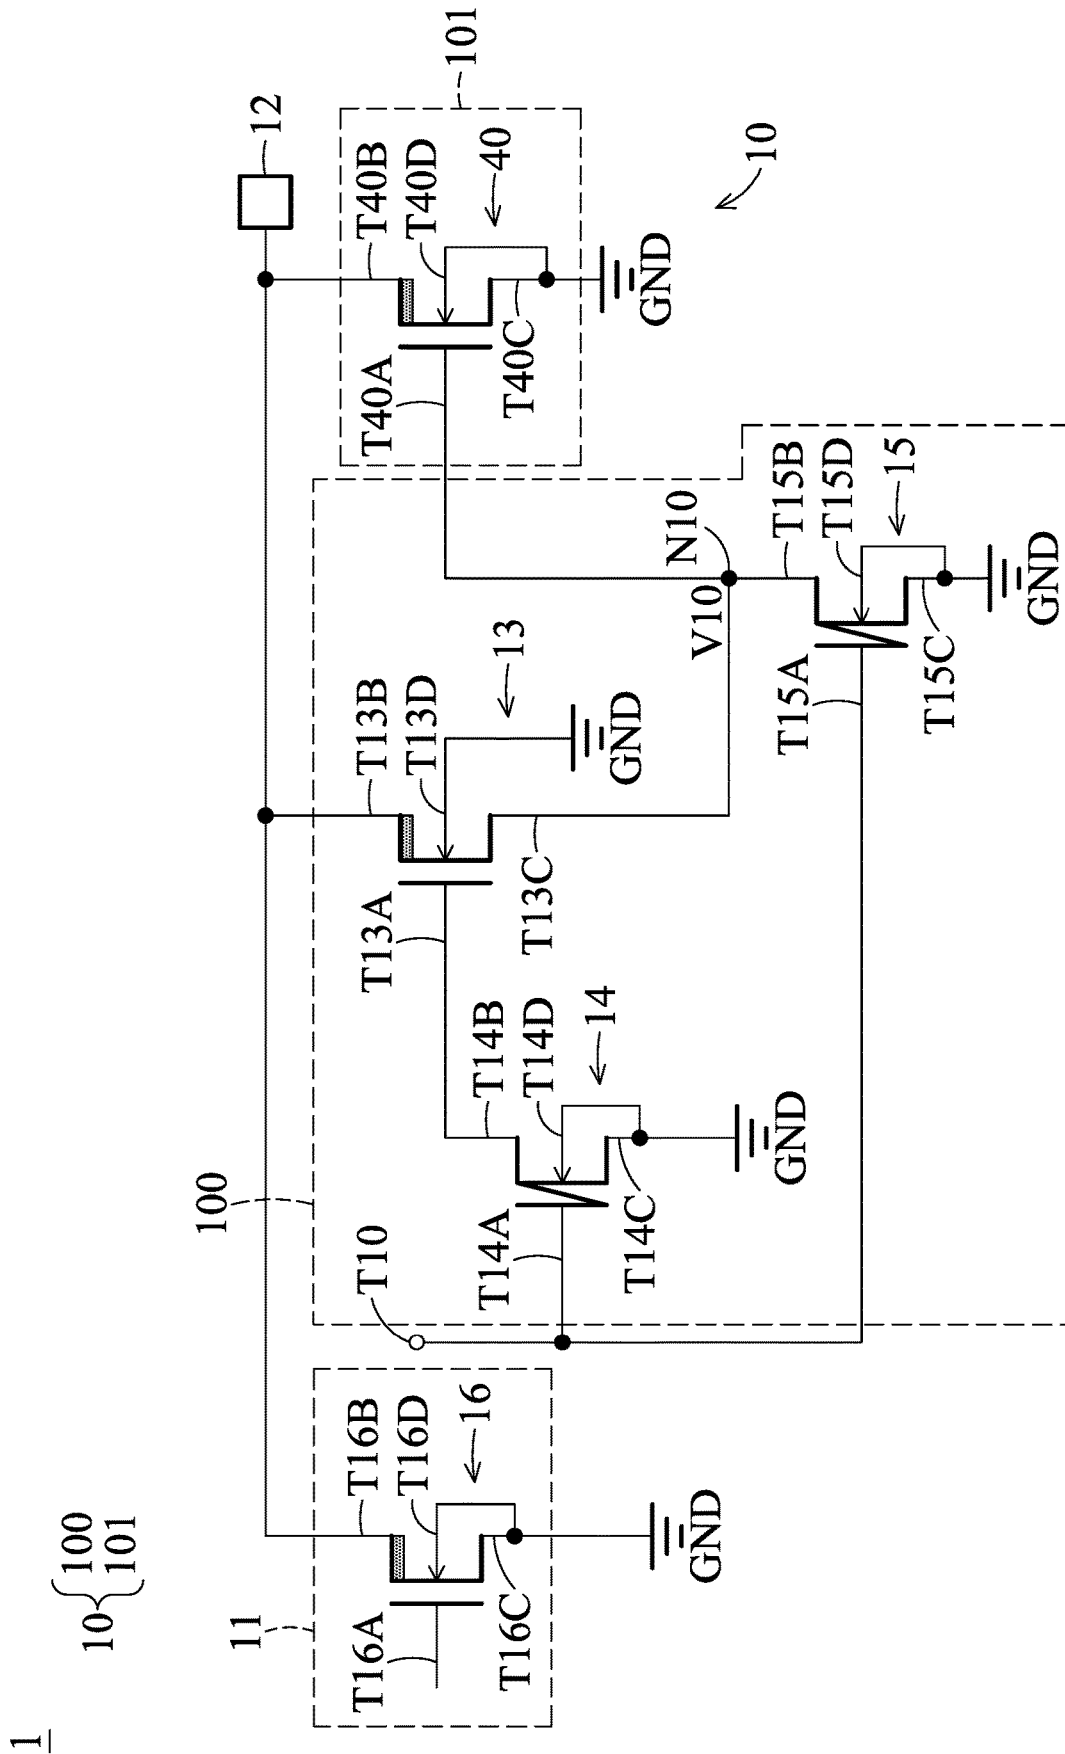 1
10 { 100
101
11
12
100
101
T16B
T16D
T16A
T16C
16
GND
T10
T14B
T14D
T14A
T14C
14
GND
T13B
T13D
T13A
T13C
13
GND
T40B
T40D
T40A
T40C
40
GND
10
N10
V10
T15B
T15D
T15A
T15C
15
GND